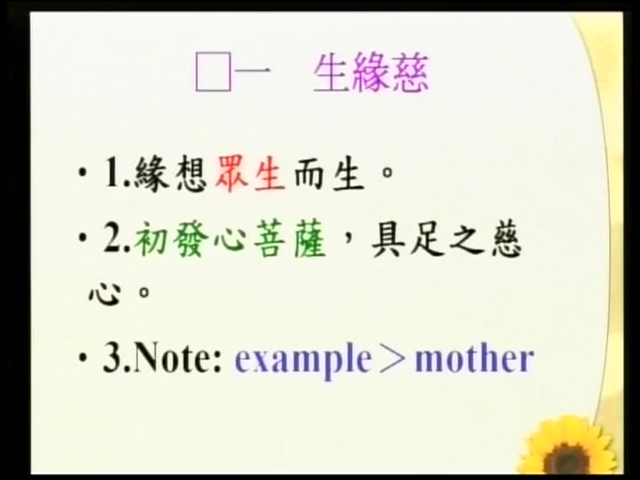 □一 生緣慈
• 1.緣想眾生而生。
• 2.初發心菩薩，具足之慈
心。
• 3.Note: example＞mother